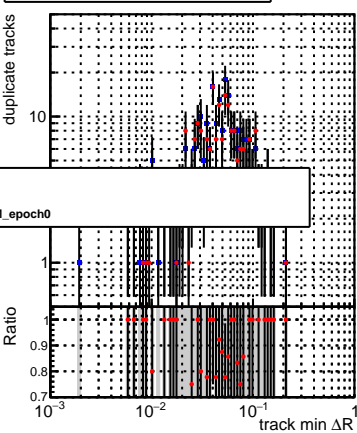 duplicate tracks
10
l_epoch0
1
Ratio
1
0.9
0.8
0.7
10⁻³ 10⁻² 10⁻¹ 1
track min ΔR